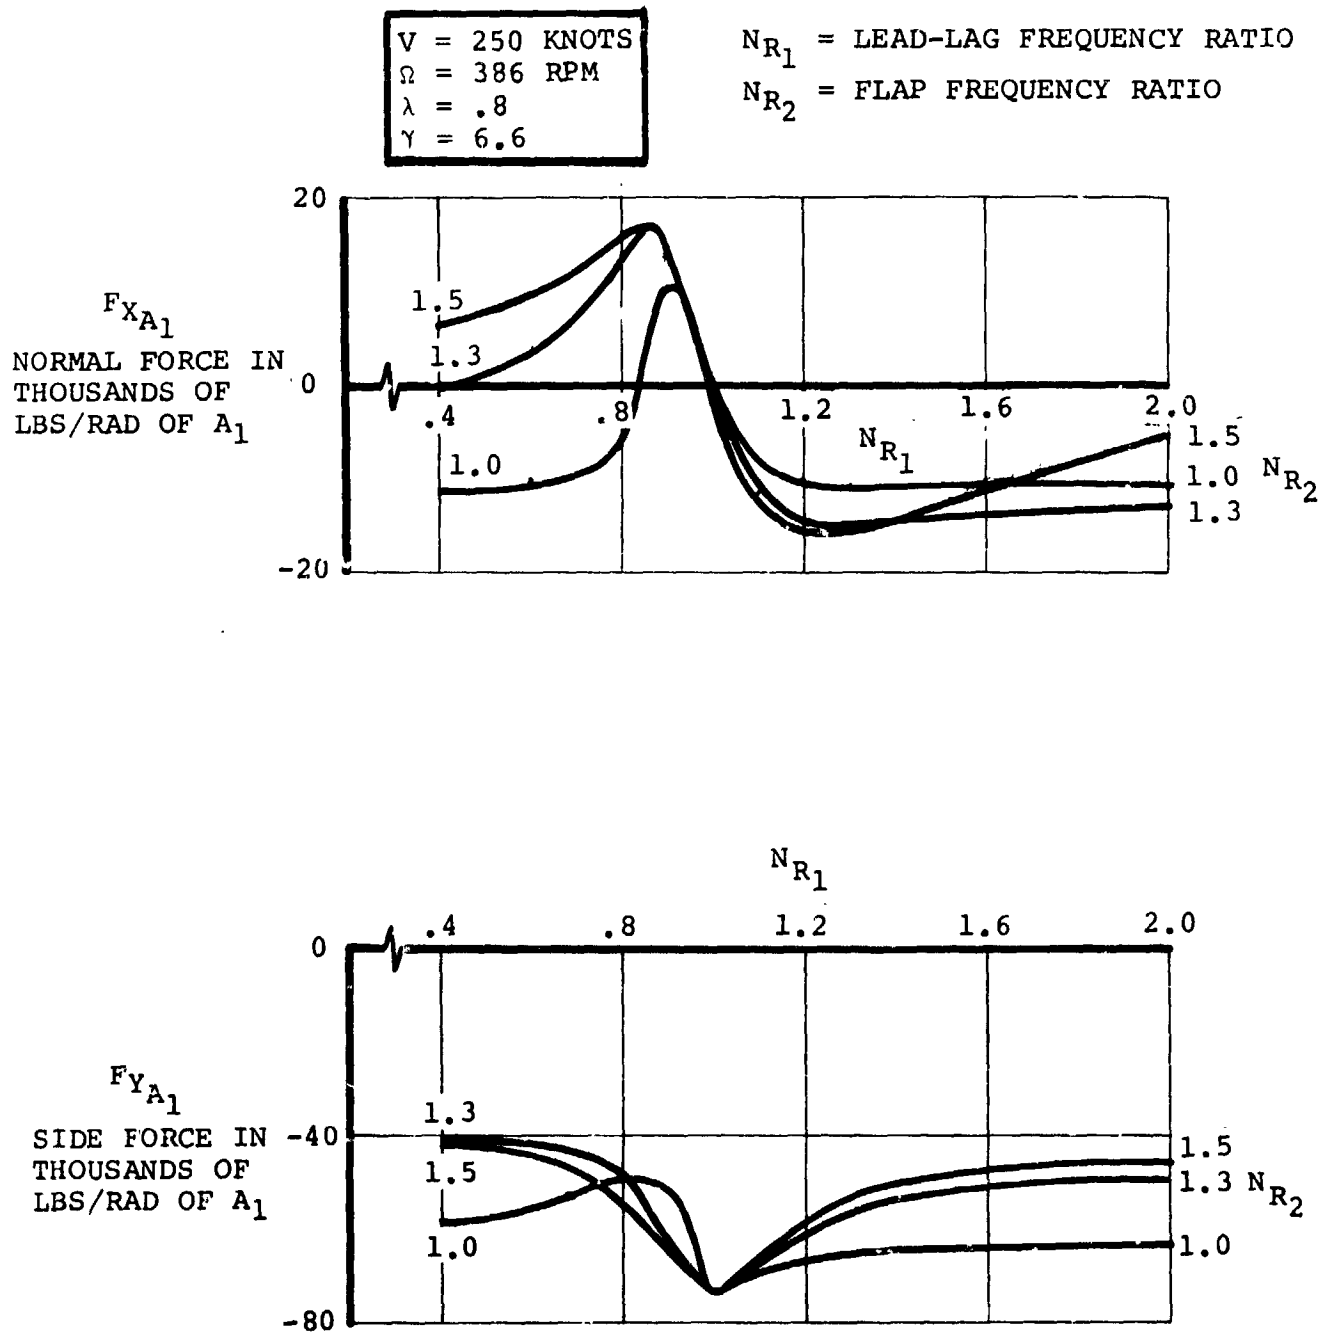 V = 250 KNOTS
Ω = 386 RPM
λ = .8
γ = 6.6
NR1 = LEAD-LAG FREQUENCY RATIO
NR2 = FLAP FREQUENCY RATIO
20
FXA1
NORMAL FORCE IN
THOUSANDS OF
LBS/RAD OF A1
0
-20
1.5
1.3
1.0
.4
.8
1.2
1.6
2.0
NR1
1.5
1.0
1.3
NR2
NR1
.4
.8
1.2
1.6
2.0
0
FYA1
SIDE FORCE IN
THOUSANDS OF
LBS/RAD OF A1
-40
-80
1.3
1.5
1.0
1.5
1.3
1.0
NR2